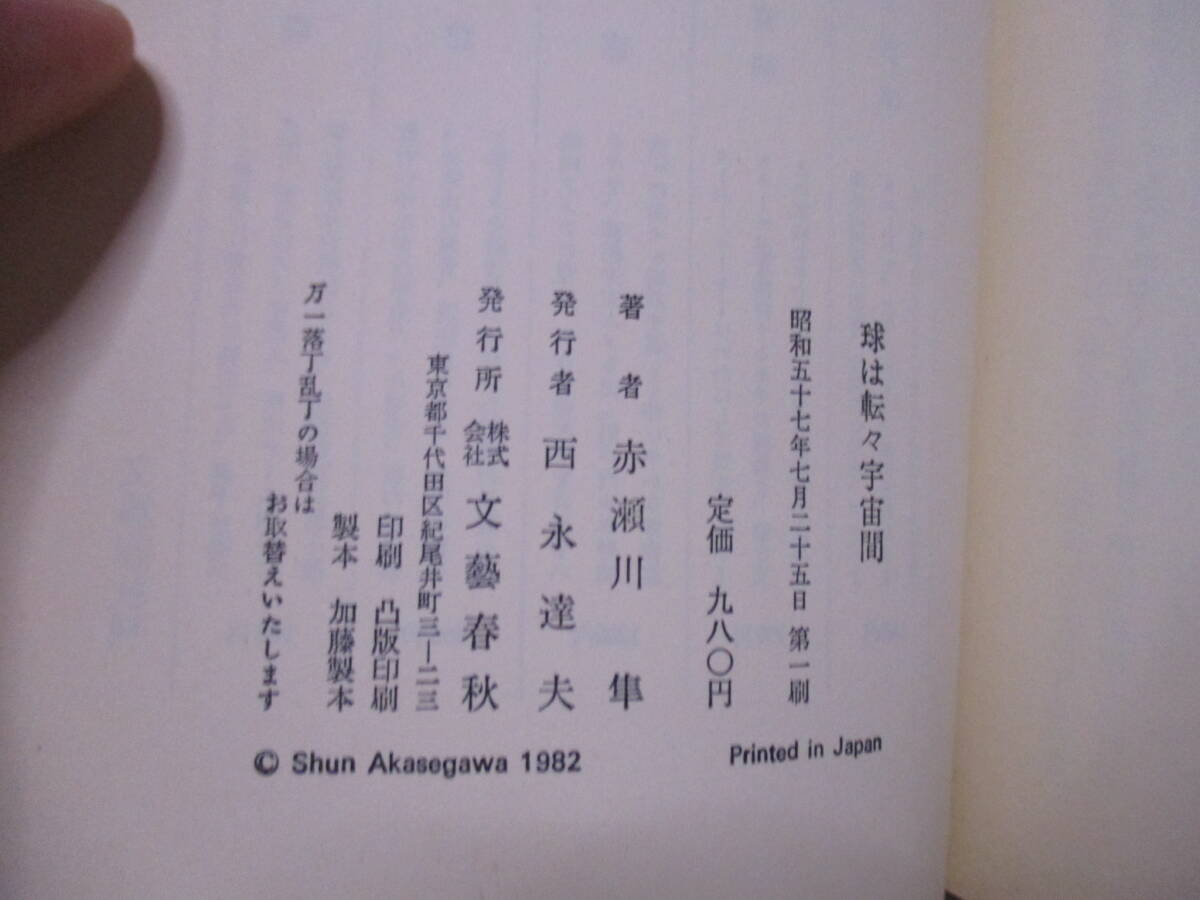 球は転々宇宙間
昭和五十七年七月二十五日 第一刷
定価 九八〇円
著者 赤瀬川隼
発行者 西永達夫
発行所 株式会社 文藝春秋
東京都千代田区紀尾井町三―二三
印刷 凸版印刷
製本 加藤製本
万一落丁乱丁の場合は
お取替えいたします
© Shun Akasegawa 1982
Printed in Japan